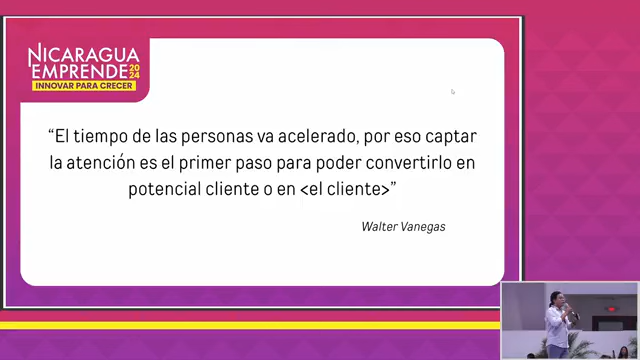 NICARAGUA
EMPRENDE 2024
INNOVAR PARA CRECER
“El tiempo de las personas va acelerado, por eso captar
la atención es el primer paso para poder convertirlo en
potencial cliente o en <el cliente>”
Walter Vanegas